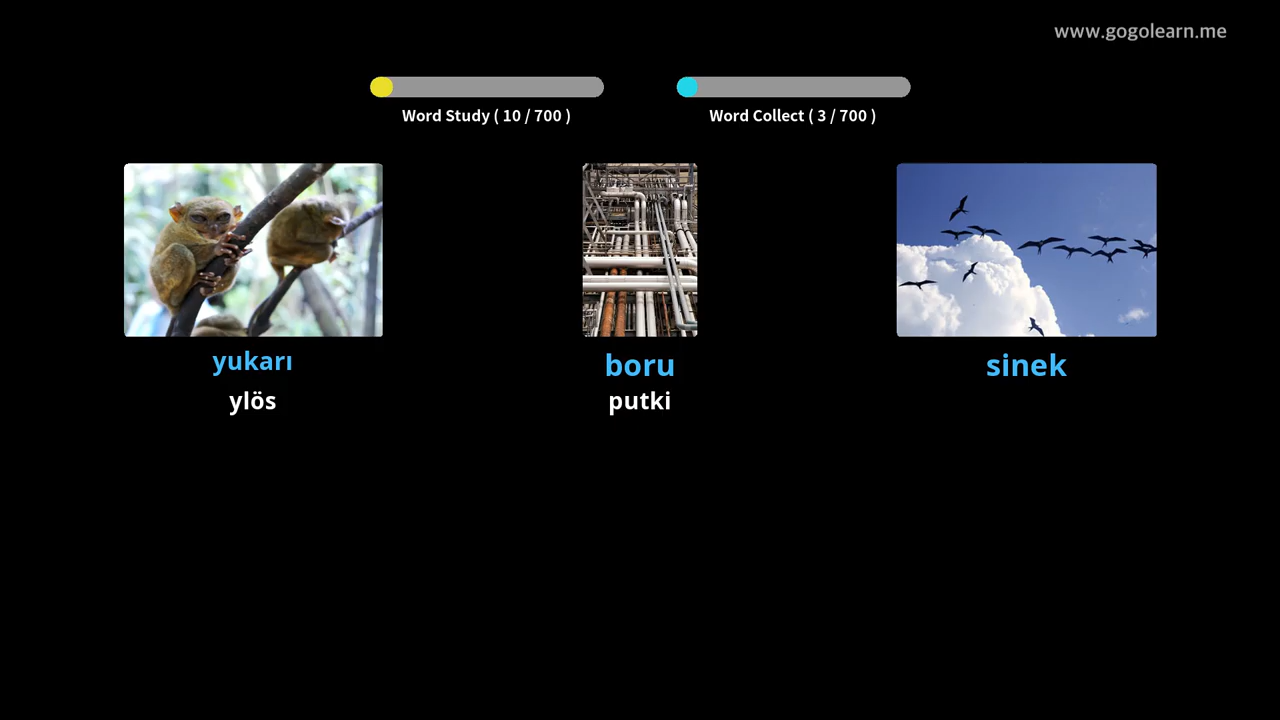 www.gogolearn.me
Word Study ( 10 / 700 )
Word Collect ( 3 / 700 )
yukarı
boru
sinek
ylös
putki